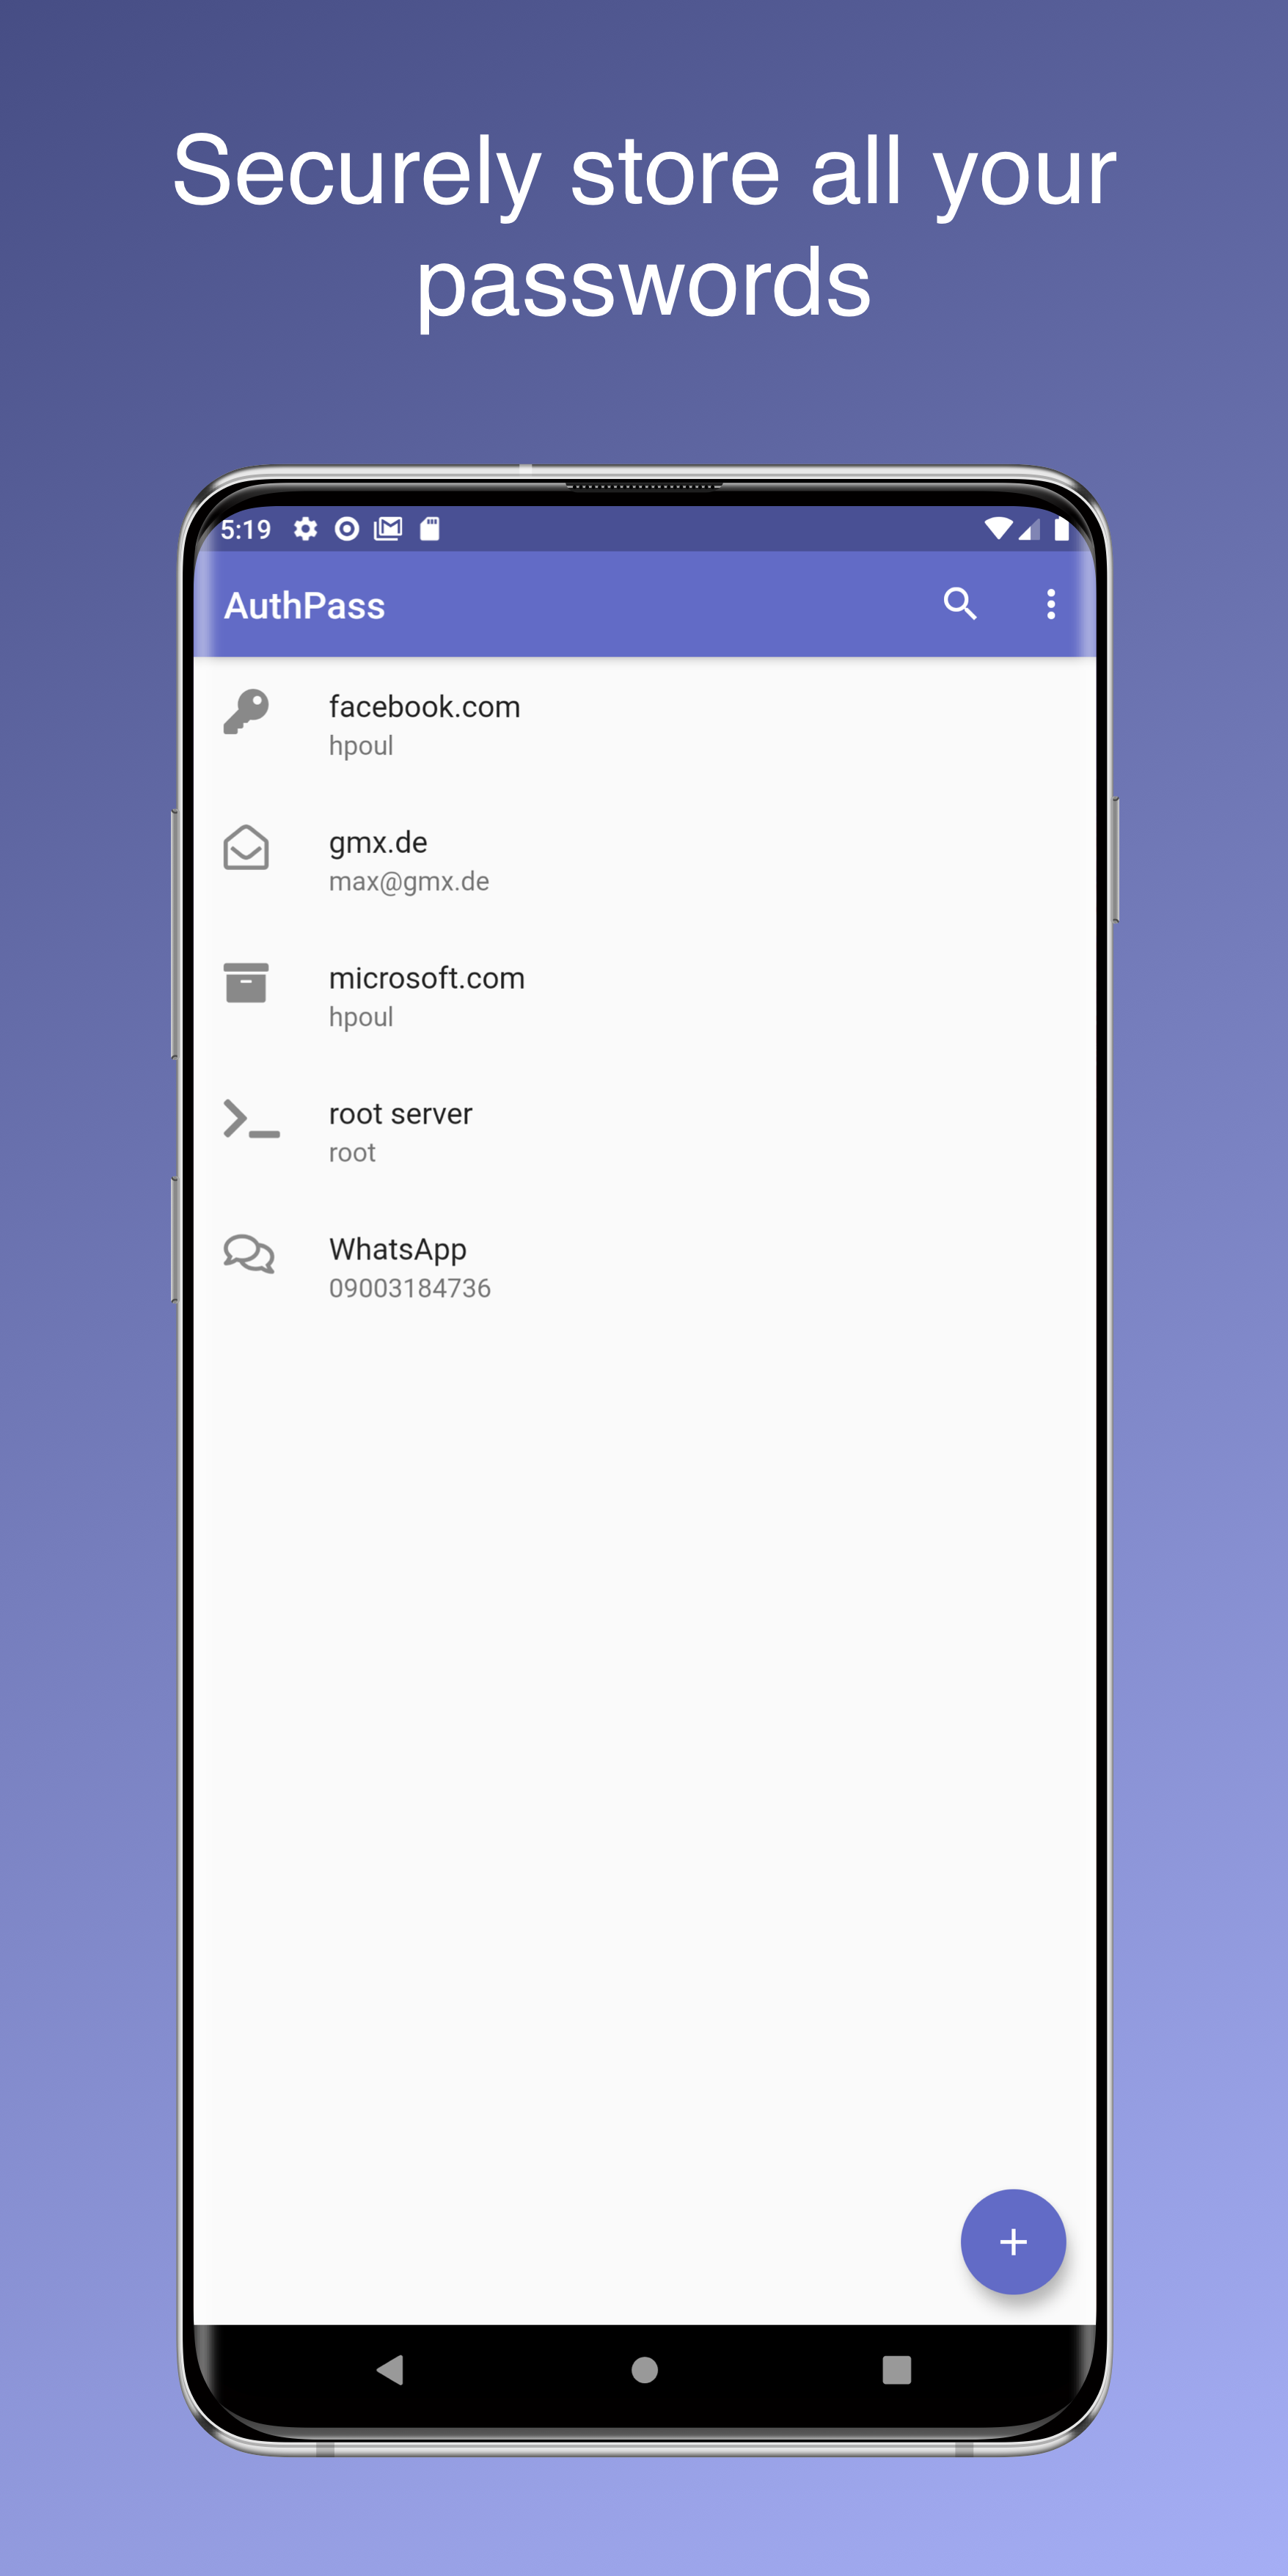 Securely store all your
passwords
5:19
AuthPass
facebook.com
hpoul
gmx.de
max@gmx.de
microsoft.com
hpoul
root server
root
WhatsApp
09003184736